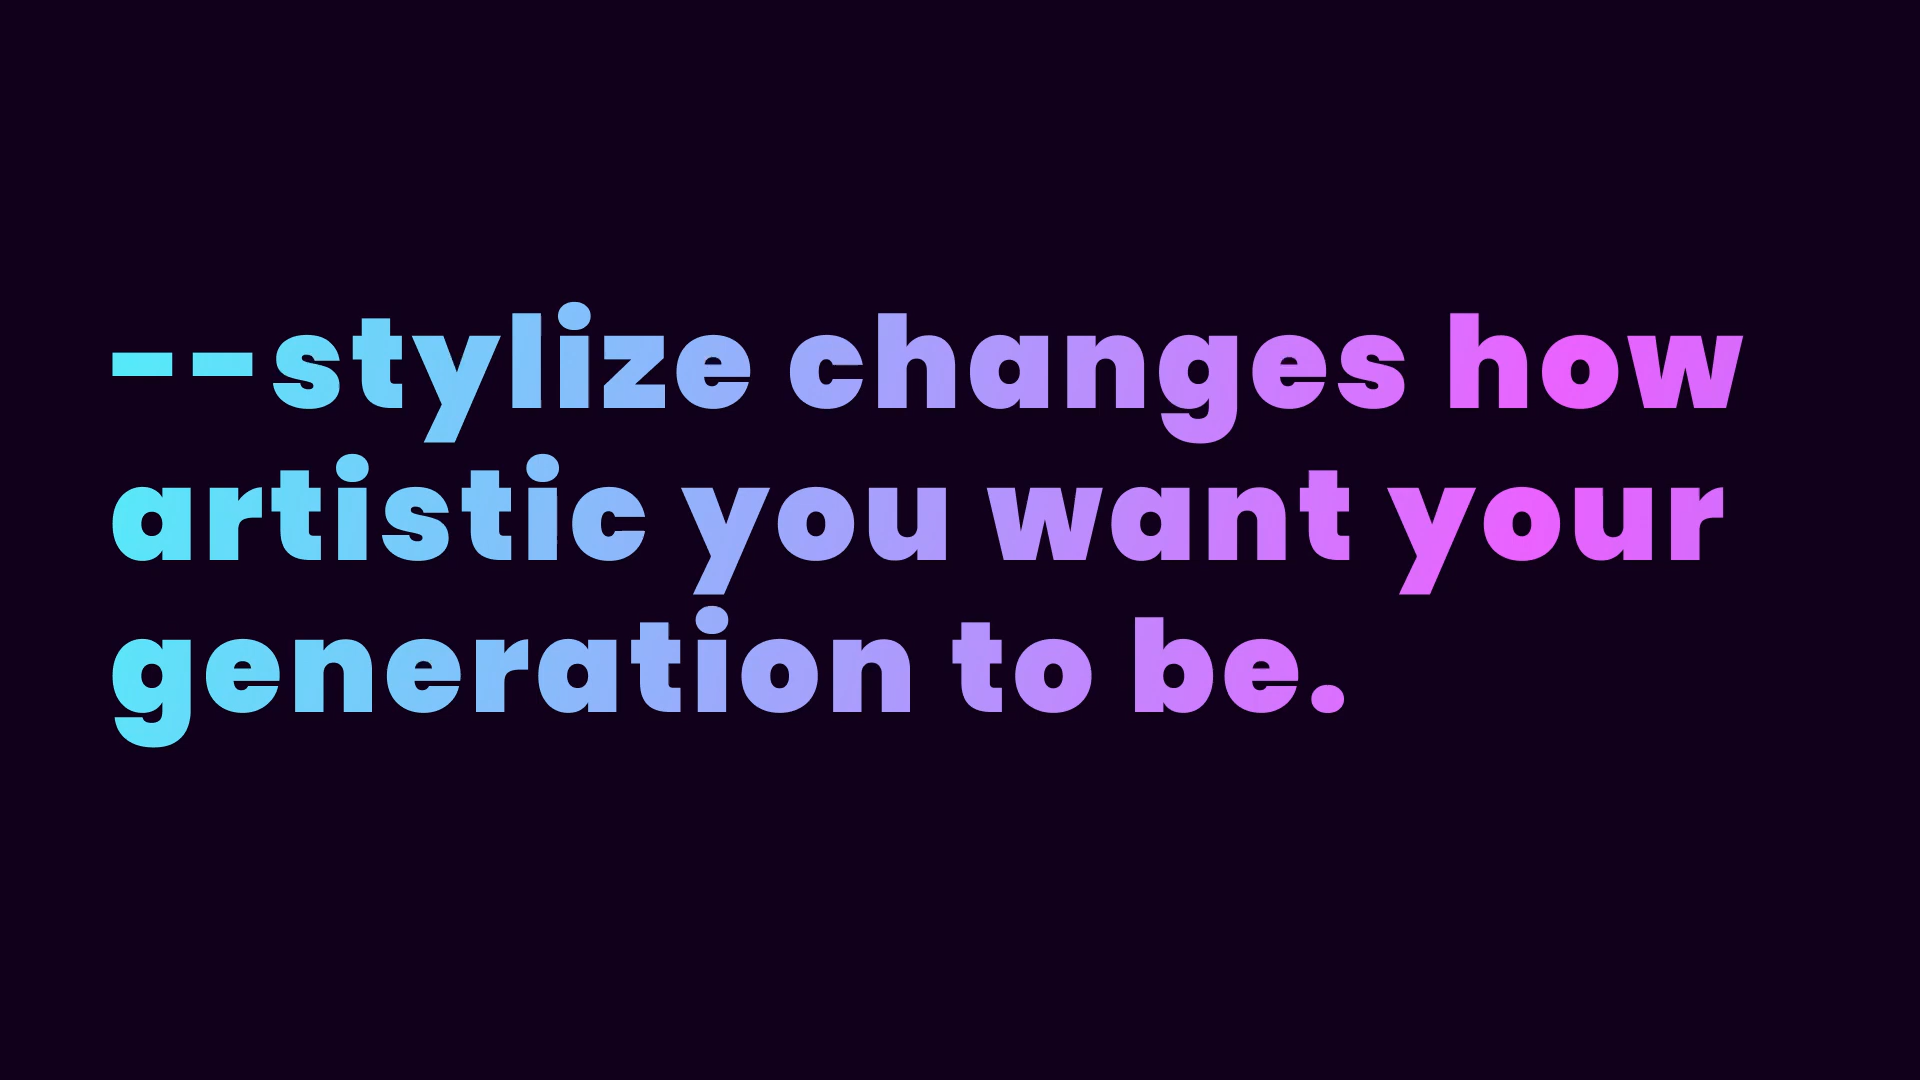 --stylize changes how
artistic you want your
generation to be.